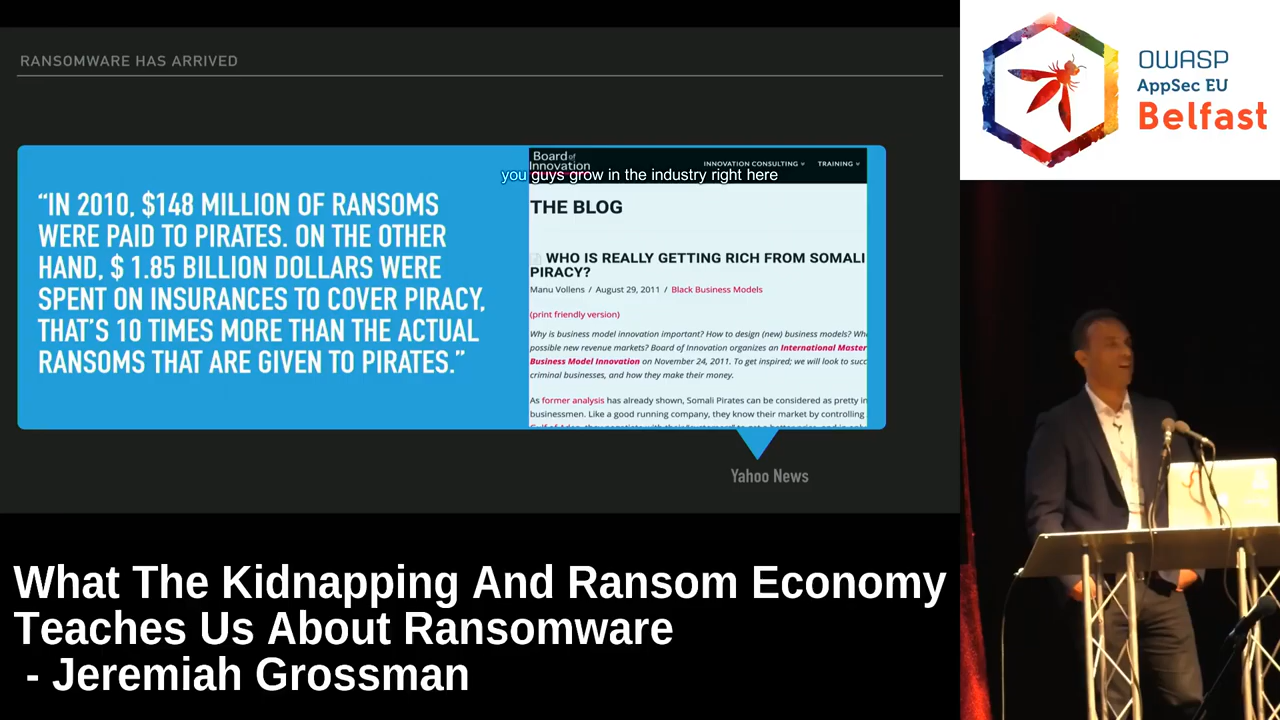 RANSOMWARE HAS ARRIVED
“IN 2010, $148 MILLION OF RANSOMS
WERE PAID TO PIRATES. ON THE OTHER
HAND, $ 1.85 BILLION DOLLARS WERE
SPENT ON INSURANCES TO COVER PIRACY,
THAT’S 10 TIMES MORE THAN THE ACTUAL
RANSOMS THAT ARE GIVEN TO PIRATES.”
Board of
Innovation
INNOVATION CONSULTING
TRAINING
you guys grow in the industry right here
THE BLOG
WHO IS REALLY GETTING RICH FROM SOMALI
PIRACY?
Manu Vollens / August 29, 2011 / Black Business Models
(print friendly version)
Why is business model innovation important? How to design (new) business models? Wh
possible new revenue markets? Board of Innovation organizes an International Master
Business Model Innovation on November 24, 2011. To get inspired; we will look to succ
criminal businesses, and how they make their money.
As former analysis has already shown, Somali Pirates can be considered as pretty in
businessmen. Like a good running company, they know their market by controlling
Yahoo News
OWASP
AppSec EU
Belfast
What The Kidnapping And Ransom Economy
Teaches Us About Ransomware
- Jeremiah Grossman